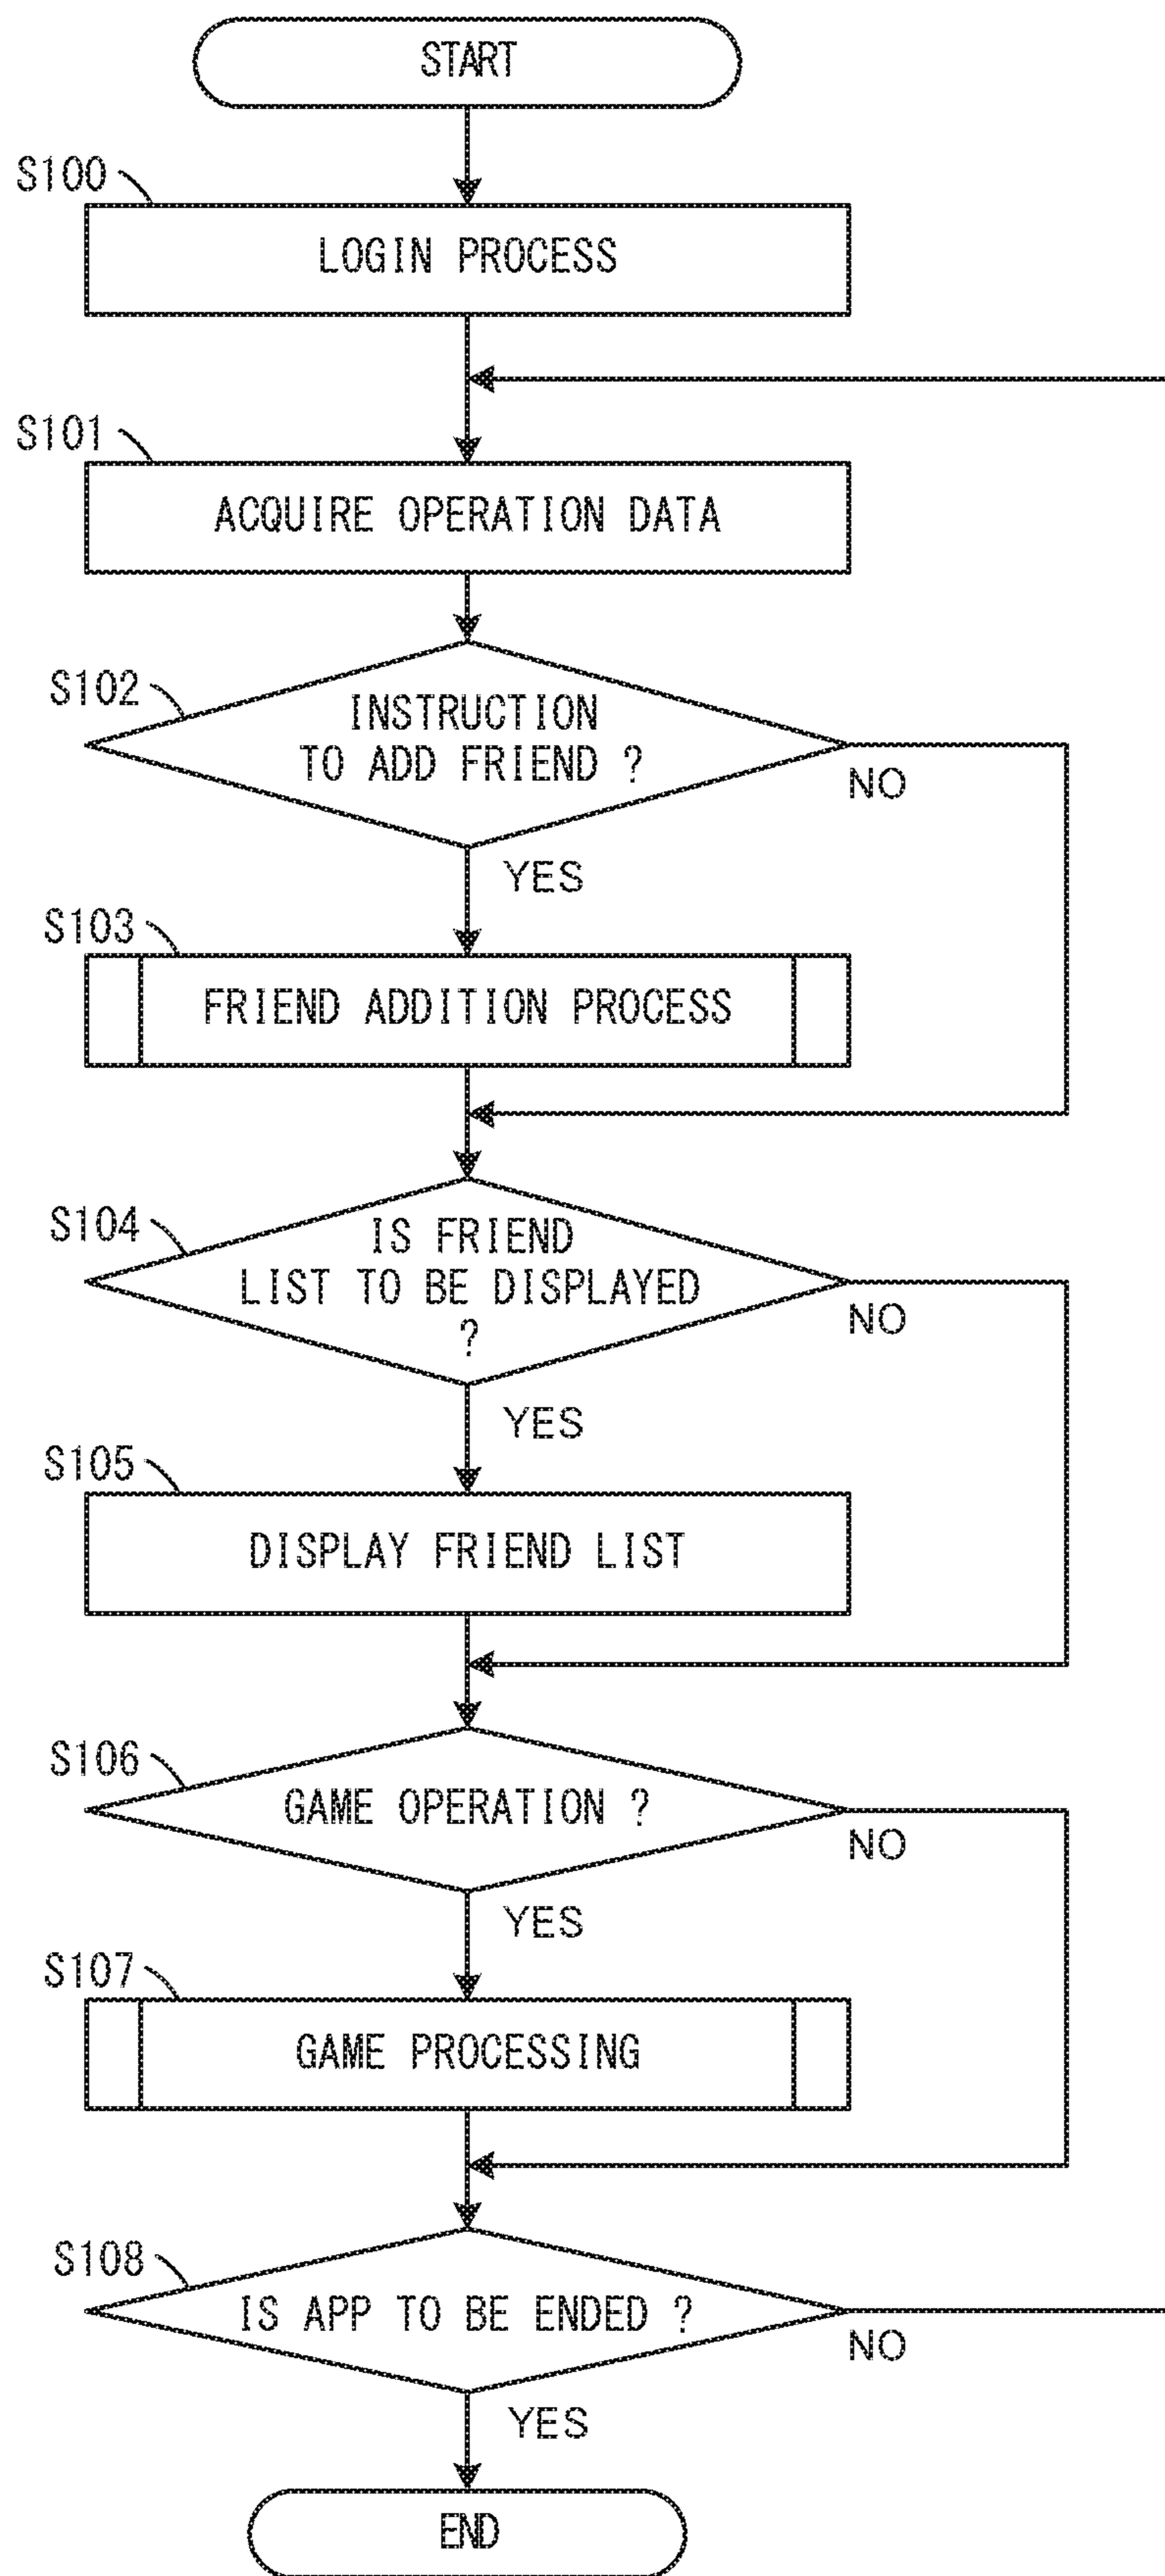 START
S100
LOGIN PROCESS
S101
ACQUIRE OPERATION DATA
S102
INSTRUCTION
TO ADD FRIEND ?
NO
YES
S103
FRIEND ADDITION PROCESS
S104
IS FRIEND
LIST TO BE DISPLAYED
?
NO
YES
S105
DISPLAY FRIEND LIST
S106
GAME OPERATION ?
NO
YES
S107
GAME PROCESSING
S108
IS APP TO BE ENDED ?
NO
YES
END